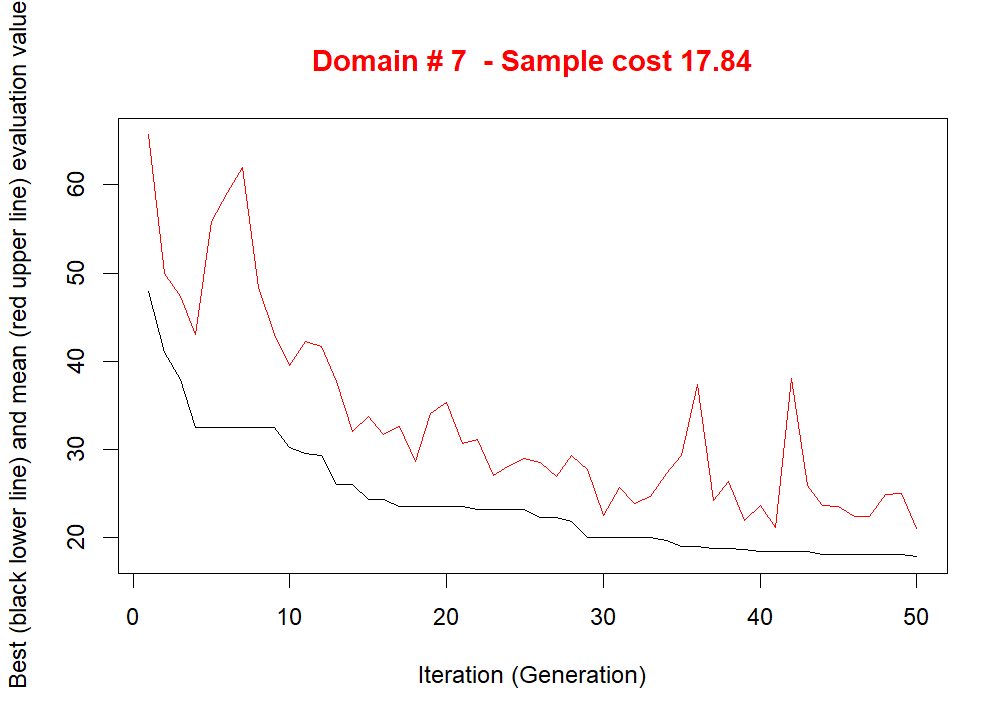 Domain # 7  - Sample cost 17.84
Best (black lower line) and mean (red upper line) evaluation value
60
50
40
30
20
0 10 20 30 40 50
Iteration (Generation)